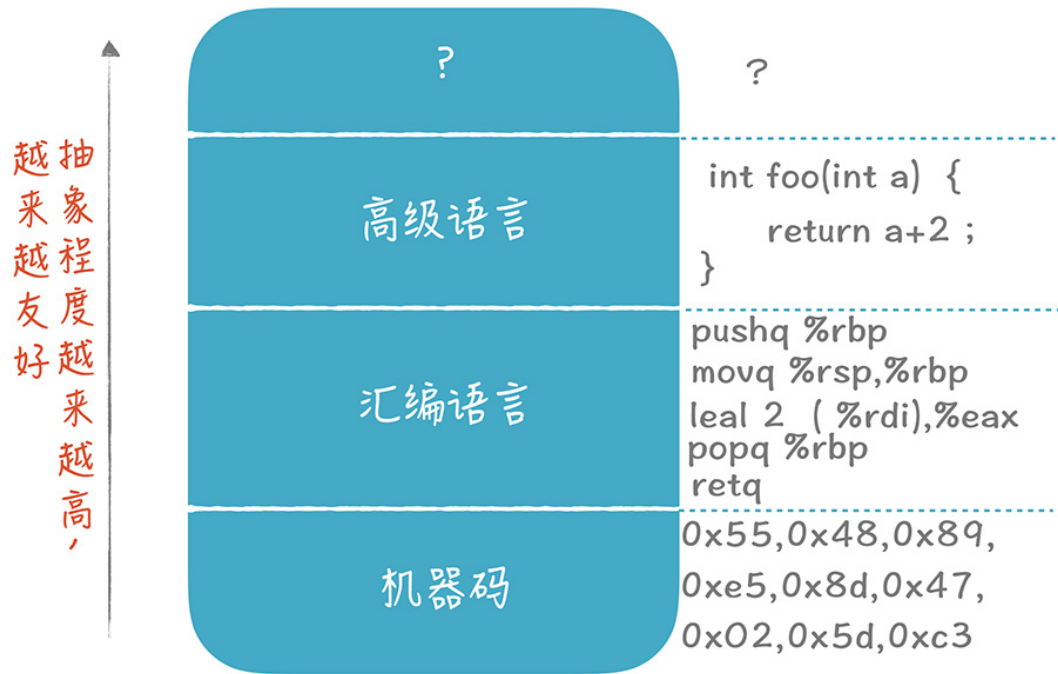 抽象程度越来越高，
越来越友好
?
?
高级语言
int foo(int a) {
return a+2 ;
}
汇编语言
pushq %rbp
movq %rsp,%rbp
leal 2 ( %rdi),%eax
popq %rbp
retq
机器码
0x55,0x48,0x89,
0xe5,0x8d,0x47,
0x02,0x5d,0xc3